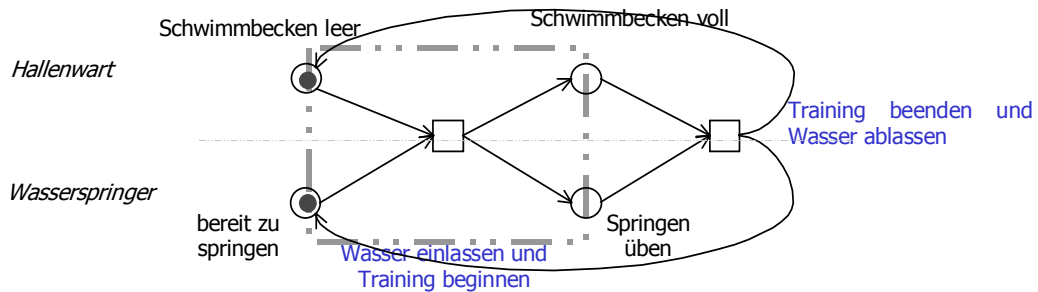 Schwimmbecken leer
Schwimmbecken voll
Hallenwart
Training beenden und
Wasser ablassen
Wasserspringer
bereit zu
springen
Springen
üben
Wasser einlassen und
Training beginnen